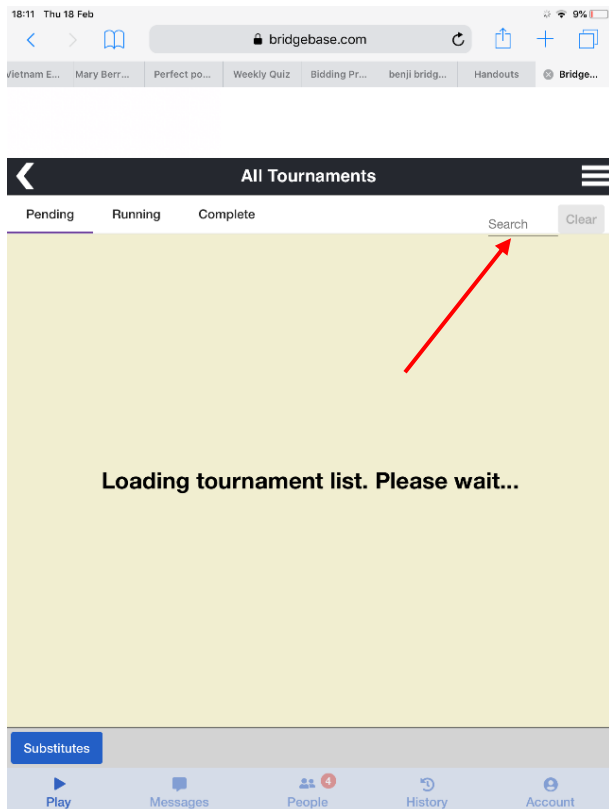 18:11 Thu 18 Feb 9%
bridgebase.com
Vietnam E... Mary Berr... Perfect po... Weekly Quiz Bidding Pr... benji bridg... Handouts Bridge...
All Tournaments
Pending Running Complete Search Clear
Loading tournament list. Please wait...
Substitutes
4
Play Messages People History Account